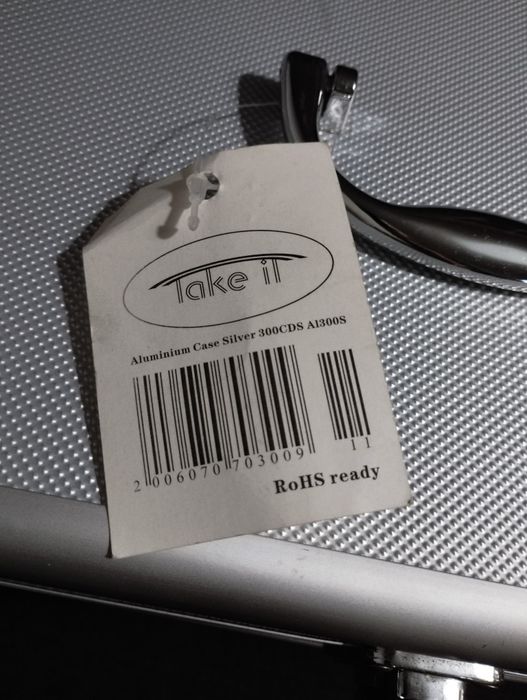 Take iT
Aluminium Case Silver 300CDS Al300S
2 006070 703009 11
RoHS ready